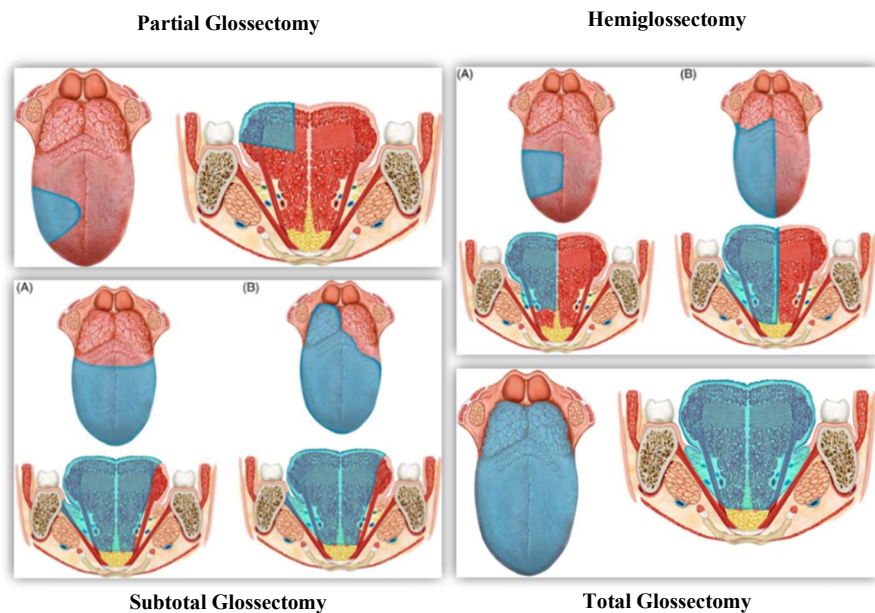 Partial Glossectomy
Hemiglossectomy
(A)
(B)
(A)
(B)
Subtotal Glossectomy
Total Glossectomy